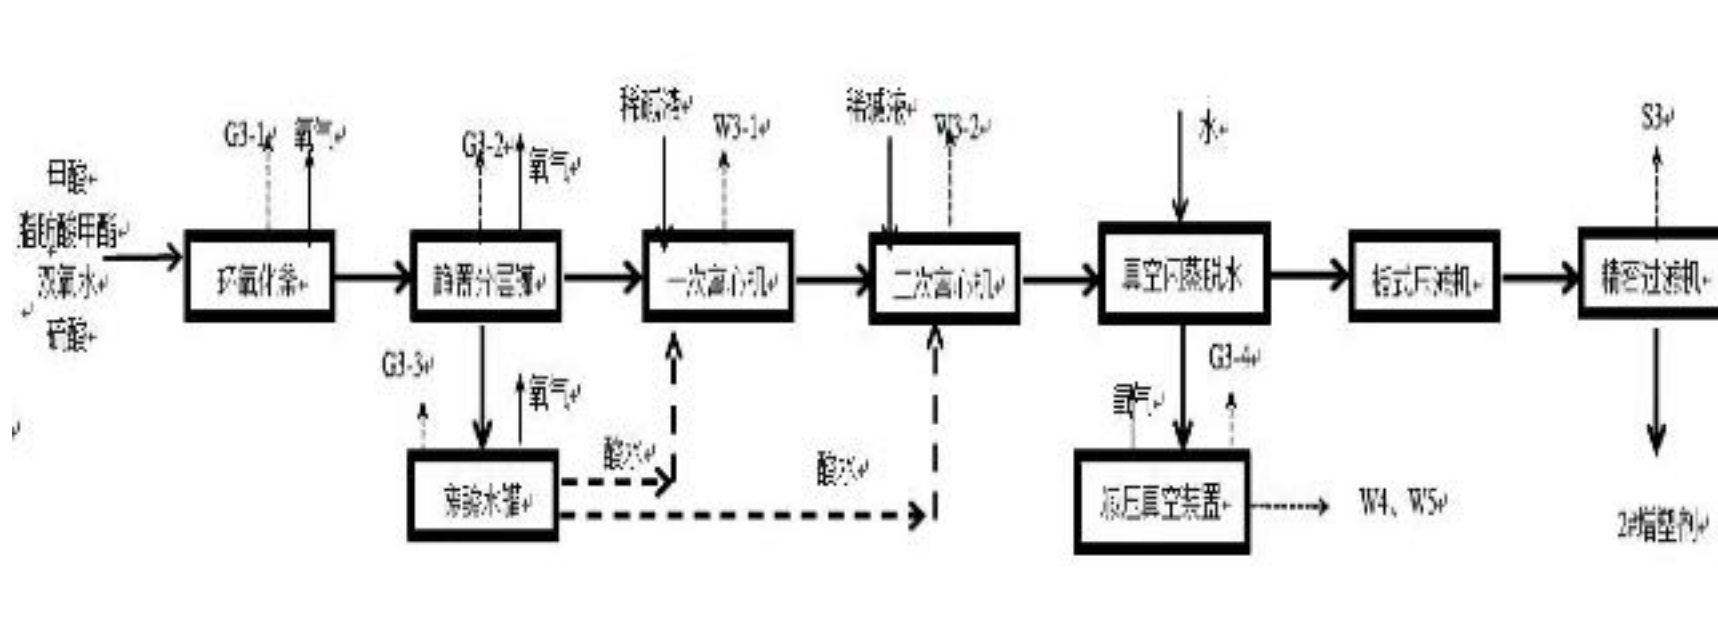 甲酸
脂肪酸甲酯
双氧水
硫酸
G3-1
氧气
G3-2
氧气
稀碱液
W3-1
稀碱液
W3-2
水
S3
环氧化釜
静置分层罐
一次离心机
二次离心机
真空闪蒸脱水
板式压滤机
精密过滤机
G3-3
氧气
G3-4
氧气
酸水
酸水
废酸水罐
减压真空装置
W4、W5
2#增塑剂